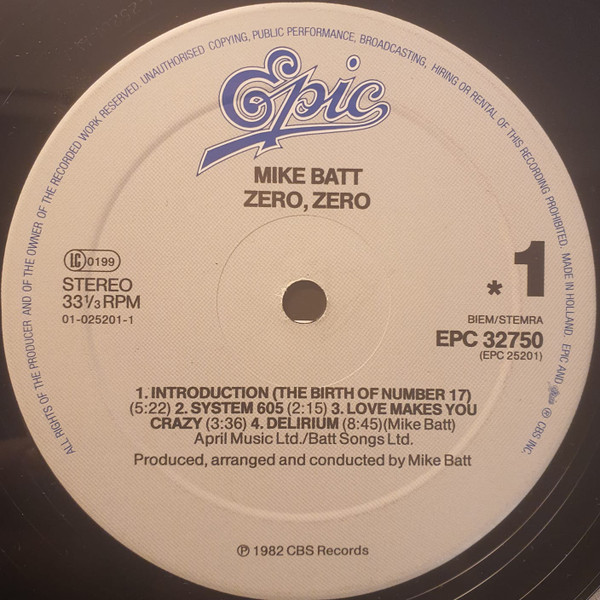 ALL RIGHTS OF THE PRODUCER AND OF THE OWNER OF THE RECORDED WORK RESERVED. UNAUTHORISED COPYING, PUBLIC PERFORMANCE, BROADCASTING, HIRING OR RENTAL OF THIS RECORDING PROHIBITED. MADE IN HOLLAND. EPIC AND ARE ® CBS INC.
Epic
MIKE BATT
ZERO, ZERO
LC 0199
STEREO
33 1/3 RPM
01-025201-1
* 1
BIEM/STEMRA
EPC 32750
(EPC 25201)
1. INTRODUCTION (THE BIRTH OF NUMBER 17)
(5:22) 2. SYSTEM 605 (2:15) 3. LOVE MAKES YOU
CRAZY (3:36) 4. DELIRIUM (8:45)(Mike Batt)
April Music Ltd./Batt Songs Ltd.
Produced, arranged and conducted by Mike Batt
℗ 1982 CBS Records